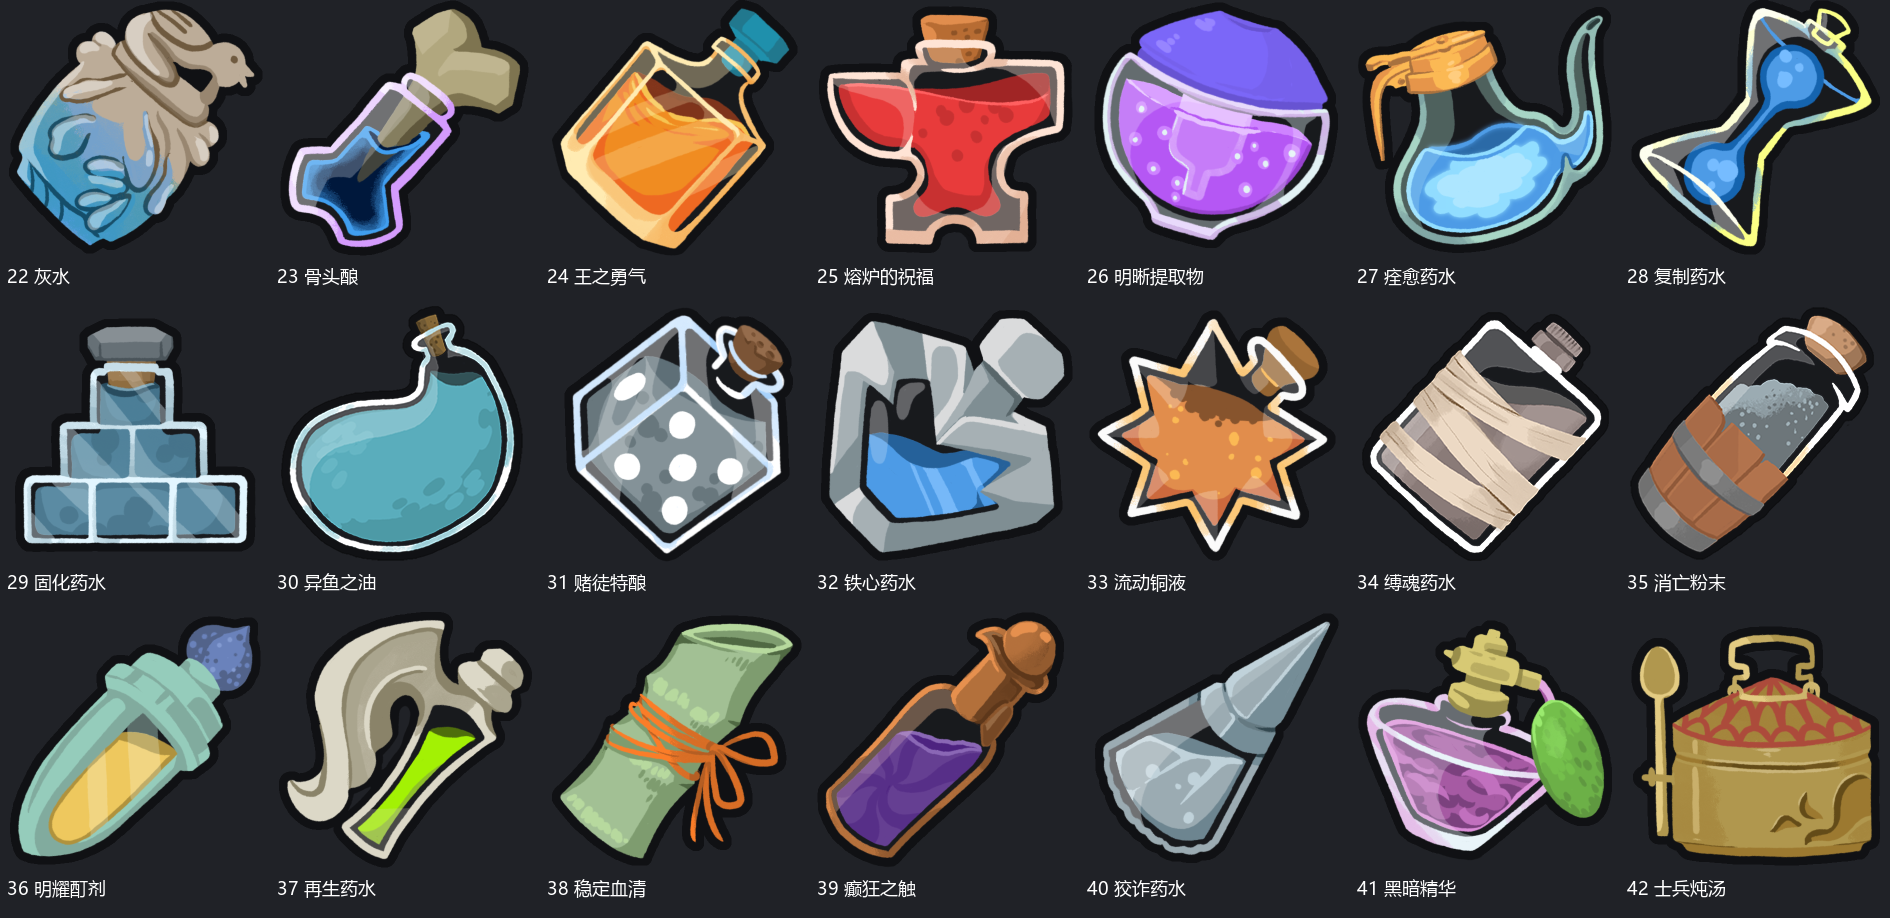 22 灰水
23 骨头酿
24 王之勇气
25 熔炉的祝福
26 明晰提取物
27 痊愈药水
28 复制药水
29 固化药水
30 异鱼之油
31 赌徒特酿
32 铁心药水
33 流动铜液
34 缚魂药水
35 消亡粉末
36 明耀酊剂
37 再生药水
38 稳定血清
39 癫狂之触
40 狡诈药水
41 黑暗精华
42 士兵炖汤